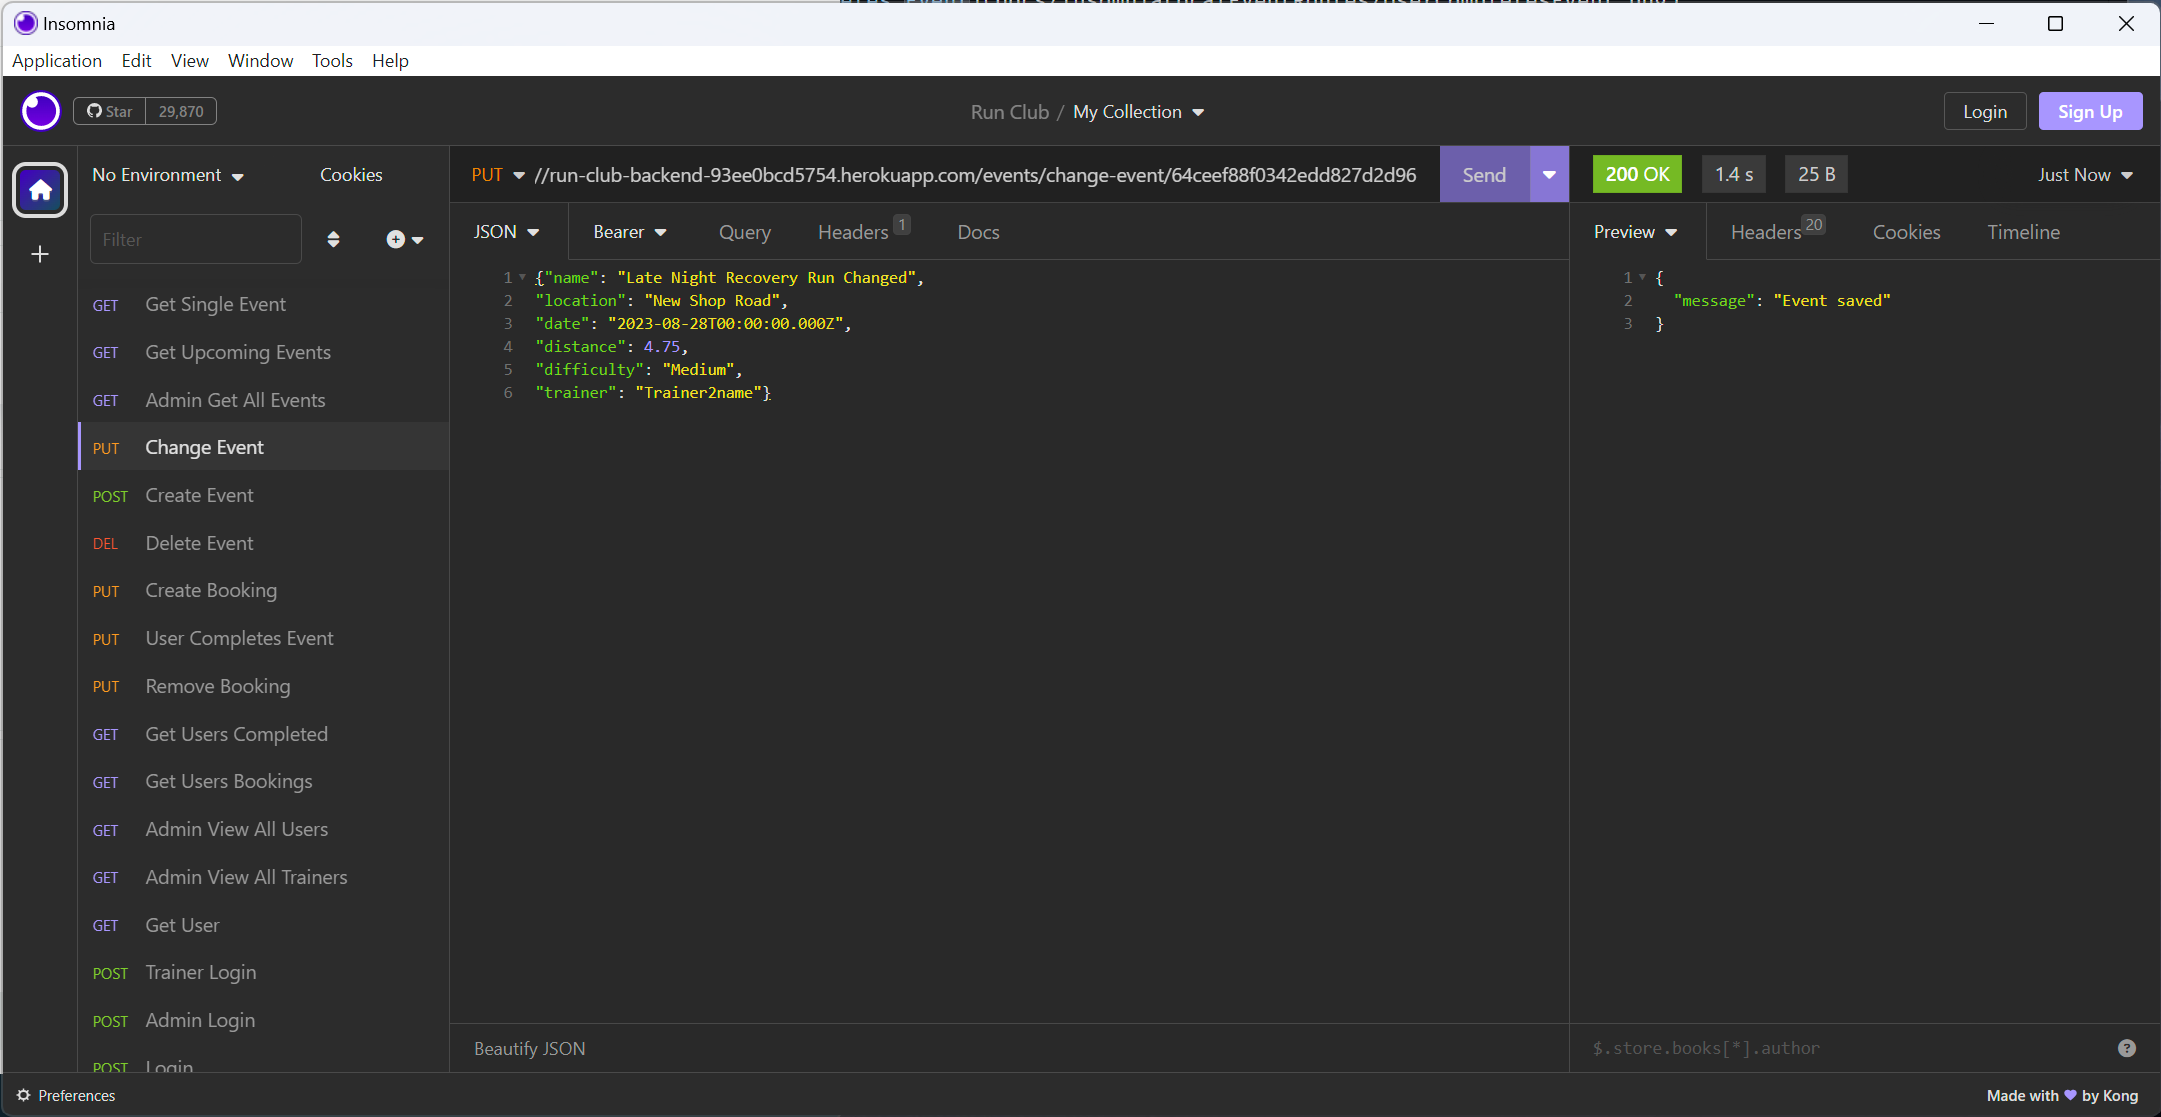 Insomnia
Application Edit View Window Tools Help
Star 29,870
Run Club / My Collection
Login Sign Up
No Environment Cookies
Filter
GET Get Single Event
GET Get Upcoming Events
GET Admin Get All Events
PUT Change Event
POST Create Event
DEL Delete Event
PUT Create Booking
PUT User Completes Event
PUT Remove Booking
GET Get Users Completed
GET Get Users Bookings
GET Admin View All Users
GET Admin View All Trainers
GET Get User
POST Trainer Login
POST Admin Login
POST Login
PUT //run-club-backend-93ee0bcd5754.herokuapp.com/events/change-event/64ceef88f0342edd827d2d96 Send
JSON Bearer Query Headers 1 Docs
1 {"name": "Late Night Recovery Run Changed",
2 "location": "New Shop Road",
3 "date": "2023-08-28T00:00:00.000Z",
4 "distance": 4.75,
5 "difficulty": "Medium",
6 "trainer": "Trainer2name"}
Beautify JSON
200 OK 1.4 s 25 B Just Now
Preview Headers 20 Cookies Timeline
1 {
2 "message": "Event saved"
3 }
$.store.books[*].author
?
Preferences
Made with by Kong